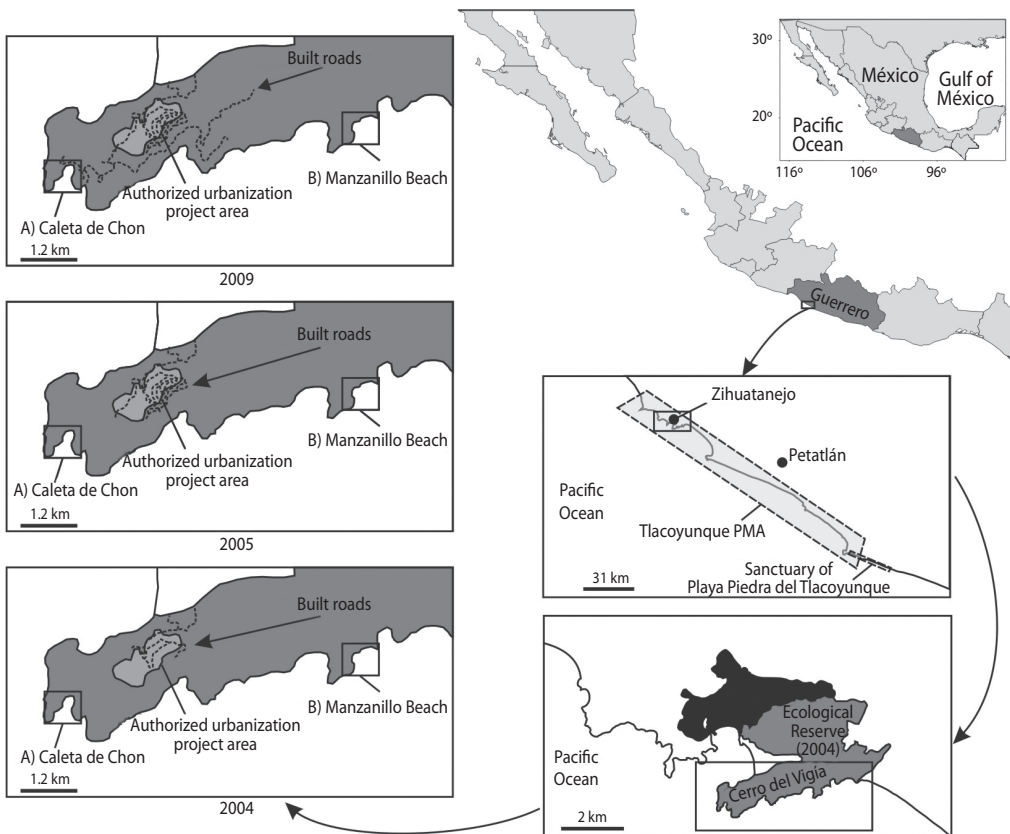 Built roads
Authorized urbanization
project area
B) Manzanillo Beach
A) Caleta de Chon
1.2 km
2009
Built roads
Authorized urbanization
project area
B) Manzanillo Beach
A) Caleta de Chon
1.2 km
2005
Built roads
Authorized urbanization
project area
B) Manzanillo Beach
A) Caleta de Chon
1.2 km
2004
30º
20º
México
Gulf of
México
Pacific
Ocean
116º
106º
96º
Guerrero
Zihuatanejo
Petatlán
Pacific
Ocean
Tlacoyunque PMA
Sanctuary of
Playa Piedra del Tlacoyunque
31 km
Ecological
Reserve
(2004)
Pacific
Ocean
Cerro del Vigía
2 km